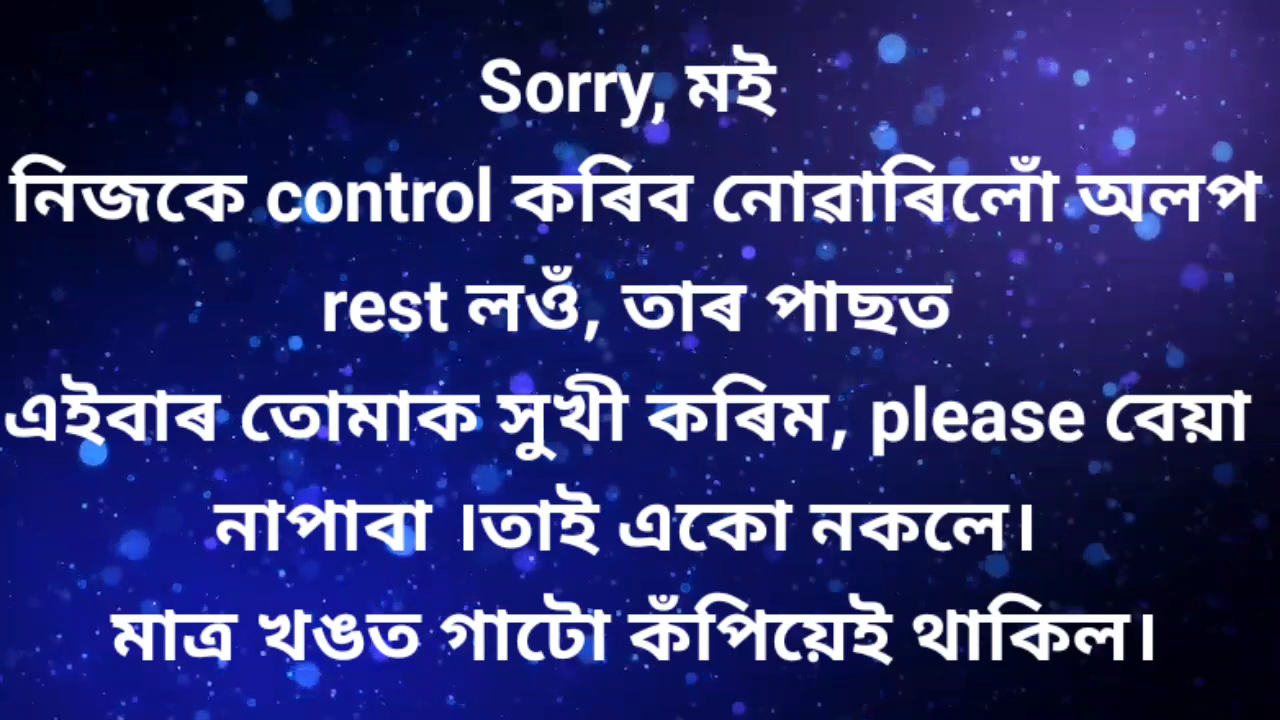 Sorry, মই
নিজকে control কৰিব নোৱাৰিলোঁ অলপ
rest লওঁ, তাৰ পাছত
এইবাৰ তোমাক সুখী কৰিম, please বেয়া
নাপাবা ।তাই একো নকলে।
মাত্ৰ খঙত গাটো কঁপিয়েই থাকিল।